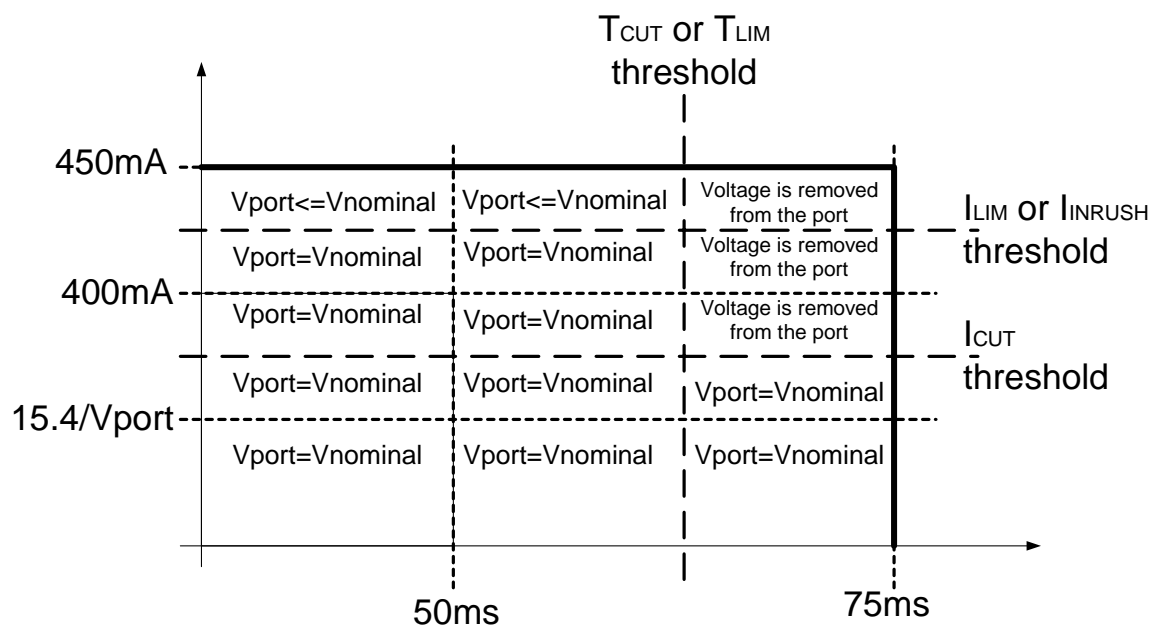 TCUT or TLIM
threshold
450mA
Vport<=Vnominal
Vport<=Vnominal
Voltage is removed
from the port
ILIM or IINRUSH
threshold
Vport=Vnominal
Vport=Vnominal
Voltage is removed
from the port
400mA
Vport=Vnominal
Vport=Vnominal
Voltage is removed
from the port
ICUT
threshold
Vport=Vnominal
Vport=Vnominal
Vport=Vnominal
15.4/Vport
Vport=Vnominal
Vport=Vnominal
Vport=Vnominal
50ms
75ms